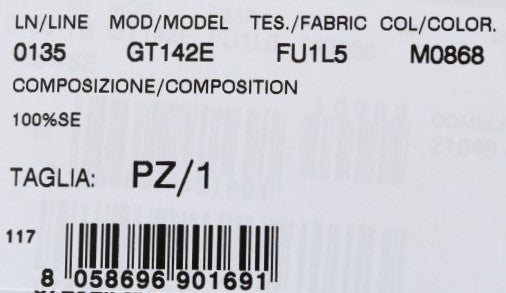 LN/LINE MOD/MODEL TES./FABRIC COL/COLOR.
0135 GT142E FU1L5 M0868
COMPOSIZIONE/COMPOSITION
100%SE
TAGLIA: PZ/1
117
8 058696 901691